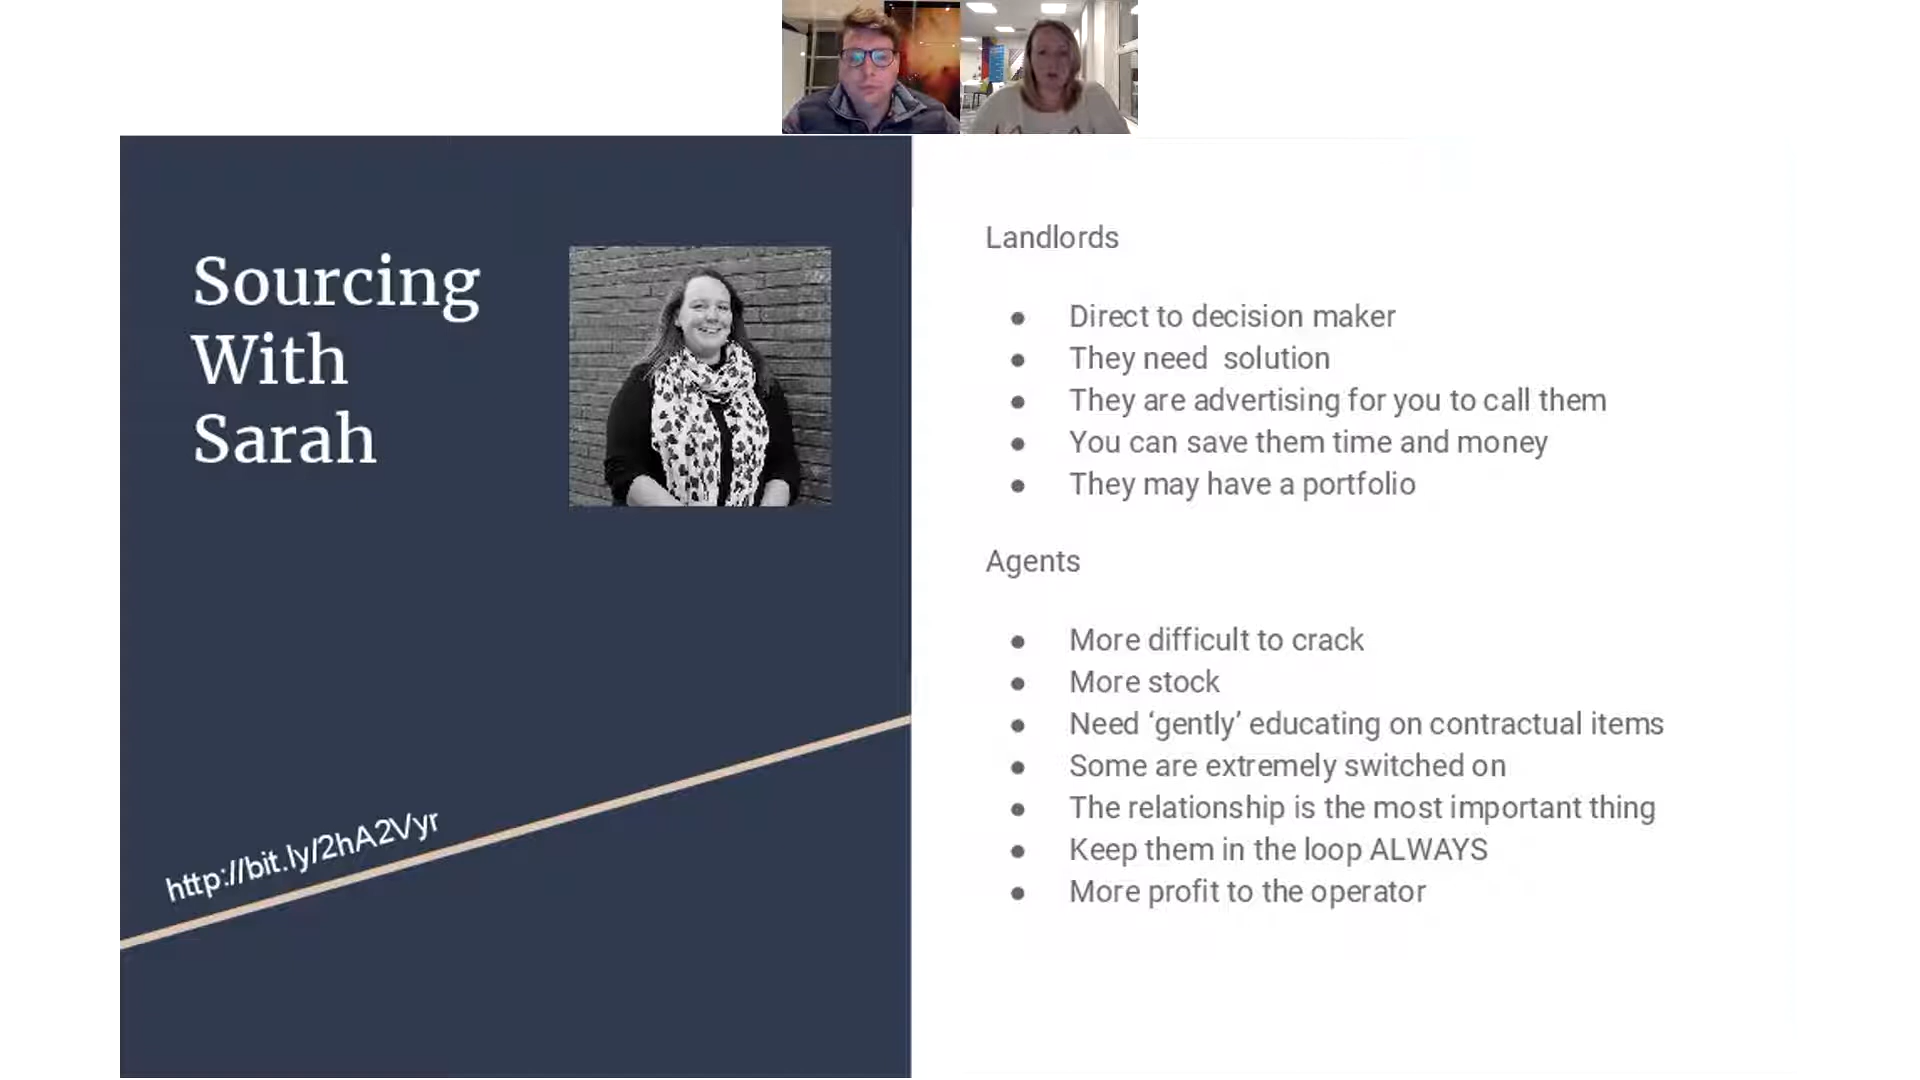 Sourcing
With
Sarah
http://bit.ly/2hA2Vyr
Landlords
● Direct to decision maker
● They need  solution
● They are advertising for you to call them
● You can save them time and money
● They may have a portfolio
Agents
● More difficult to crack
● More stock
● Need ‘gently’ educating on contractual items
● Some are extremely switched on
● The relationship is the most important thing
● Keep them in the loop ALWAYS
● More profit to the operator